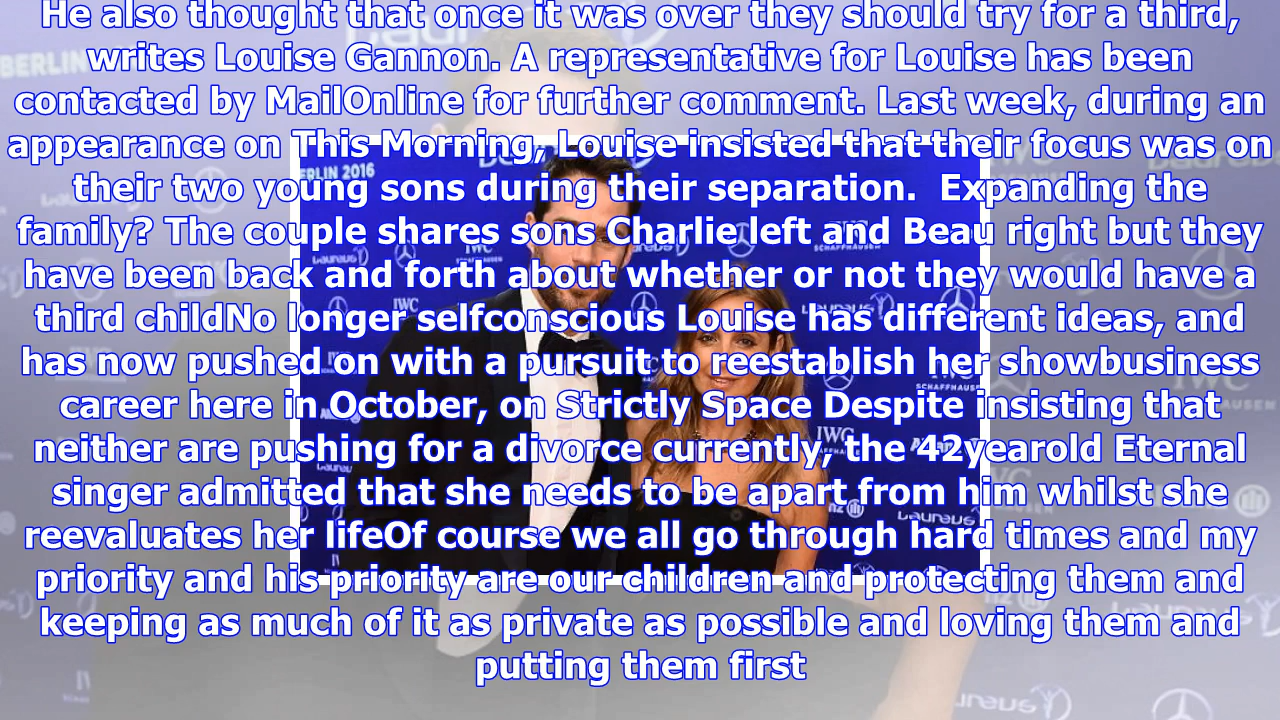 He also thought that once it was over they should try for a third,
writes Louise Gannon. A representative for Louise has been
contacted by MailOnline for further comment. Last week, during an
appearance on This Morning, Louise insisted that their focus was on
their two young sons during their separation.  Expanding the
family? The couple shares sons Charlie left and Beau right but they
have been back and forth about whether or not they would have a
third childNo longer selfconscious Louise has different ideas, and
has now pushed on with a pursuit to reestablish her showbusiness
career here in October, on Strictly Space Despite insisting that
neither are pushing for a divorce currently, the 42yearold Eternal
singer admitted that she needs to be apart from him whilst she
reevaluates her lifeOf course we all go through hard times and my
priority and his priority are our children and protecting them and
keeping as much of it as private as possible and loving them and
putting them first
BERLIN 2016
IWC
SCHAFFHAUSEN
laureus